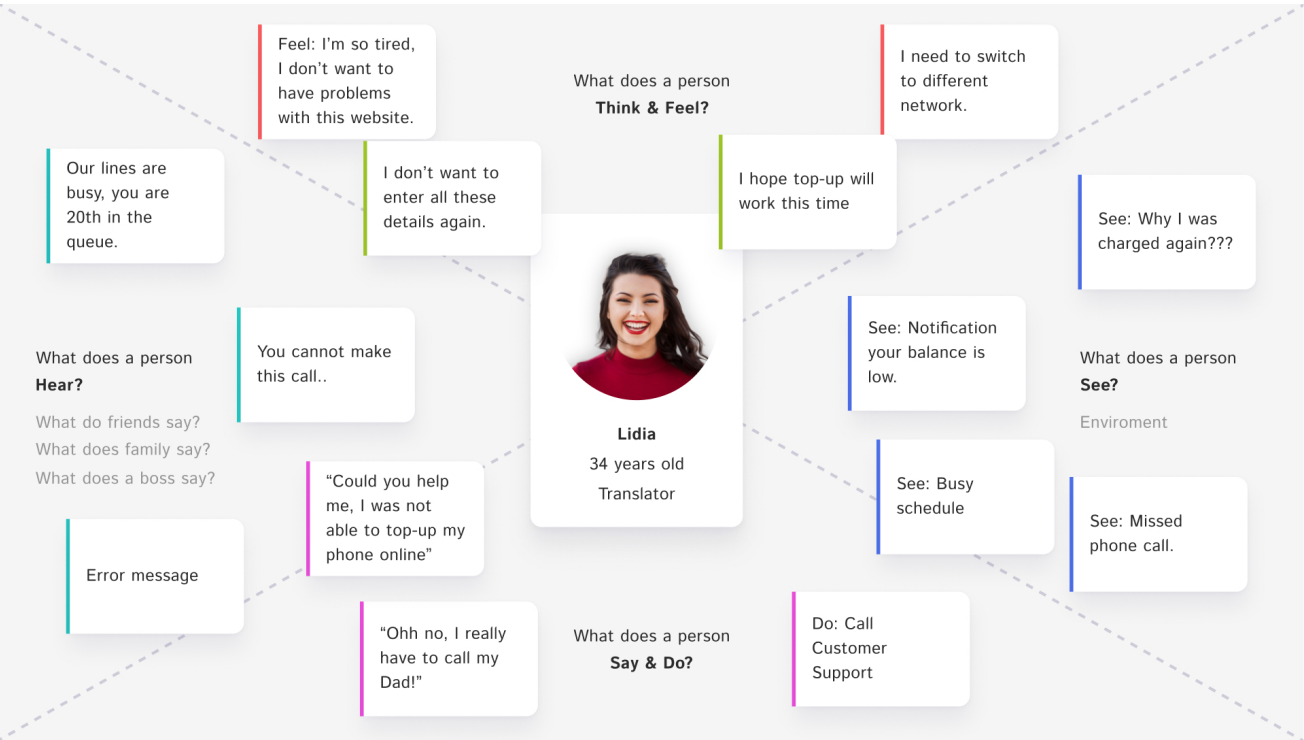 Feel: I'm so tired,
I don't want to
have problems
with this website.
What does a person
Think & Feel?
I need to switch
to different
network.
Our lines are
busy, you are
20th in the
queue.
I don't want to
enter all these
details again.
I hope top-up will
work this time
See: Why I was
charged again???
You cannot make
this call..
See: Notification
your balance is
low.
What does a person
Hear?
What do friends say?
What does family say?
What does a boss say?
What does a person
See?
Enviroment
Lidia
34 years old
Translator
"Could you help
me, I was not
able to top-up my
phone online"
See: Busy
schedule
See: Missed
phone call.
Error message
"Ohh no, I really
have to call my
Dad!"
What does a person
Say & Do?
Do: Call
Customer
Support